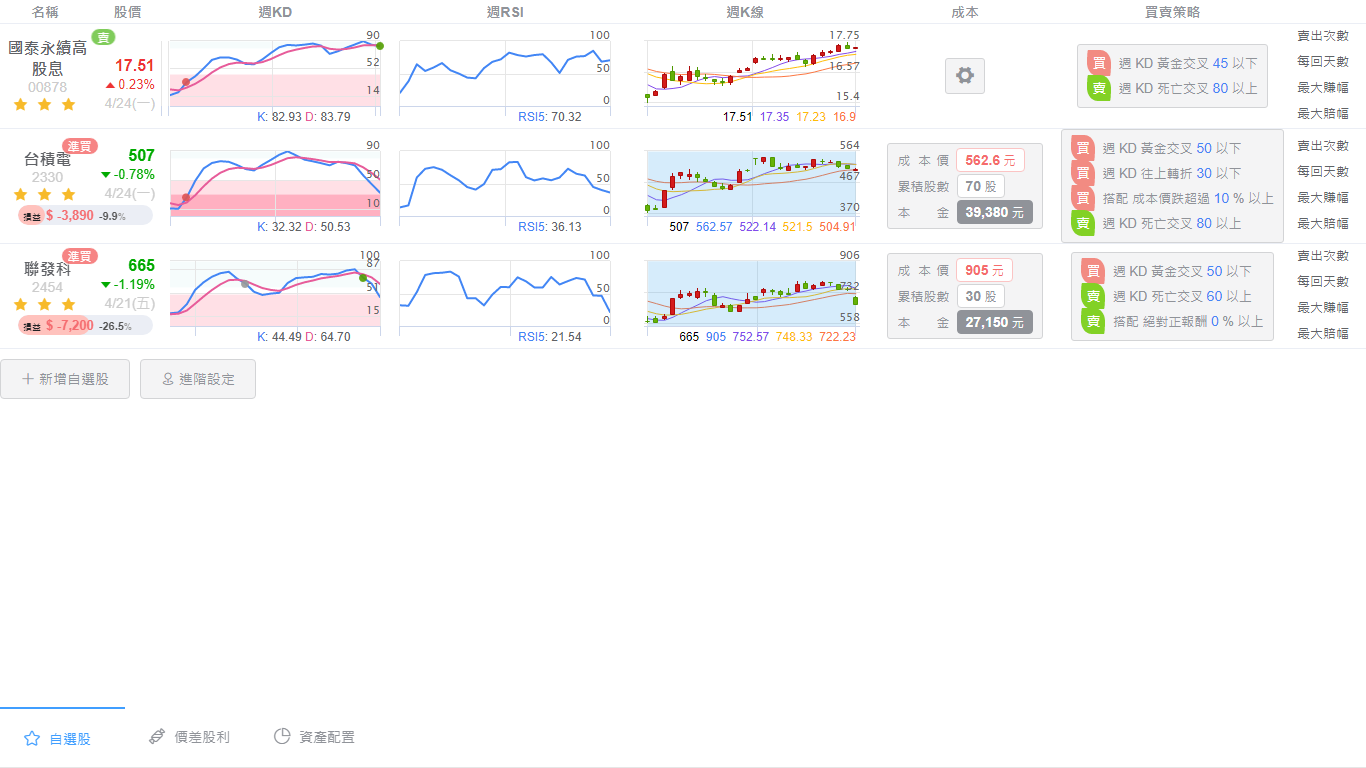 名稱 股價 週KD 週RSI 週K線 成本 買賣策略
國泰永續高股息 賣
00878
17.51
0.23%
4/24(一)
90
52
14
K: 82.93 D: 83.79
100
50
0
RSI5: 70.32
17.75
16.57
15.4
17.51 17.35 17.23 16.9
買 週 KD 黃金交叉 45 以下
賣 週 KD 死亡交叉 80 以上
賣出次數
每回天數
最大賺幅
最大賠幅
台積電 準買
2330
507
-0.78%
4/24(一)
損益 $ -3,890 -9.9%
90
50
10
K: 32.32 D: 50.53
100
50
0
RSI5: 36.13
564
467
370
507 562.57 522.14 521.5 504.91
成本價 562.6 元
累積股數 70 股
本金 39,380 元
買 週 KD 黃金交叉 50 以下
買 週 KD 往上轉折 30 以下
買 搭配 成本價跌超過 10 % 以上
賣 週 KD 死亡交叉 80 以上
賣出次數
每回天數
最大賺幅
最大賠幅
聯發科 準買
2454
665
-1.19%
4/21(五)
損益 $ -7,200 -26.5%
100
87
57
15
K: 44.49 D: 64.70
100
50
0
RSI5: 21.54
906
732
558
665 905 752.57 748.33 722.23
成本價 905 元
累積股數 30 股
本金 27,150 元
買 週 KD 黃金交叉 50 以下
賣 週 KD 死亡交叉 60 以上
賣 搭配 絕對正報酬 0 % 以上
賣出次數
每回天數
最大賺幅
最大賠幅
新增自選股 進階設定
自選股 價差股利 資產配置